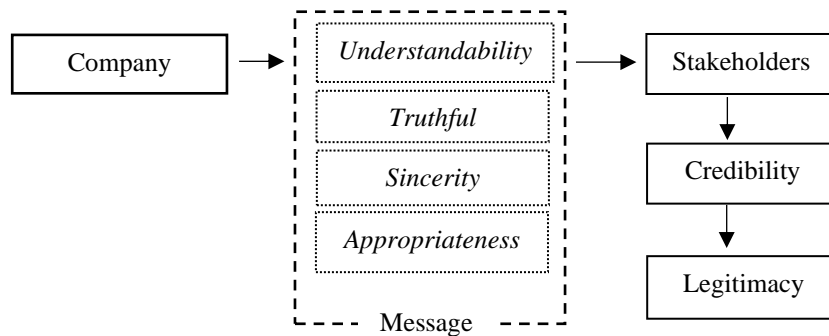 Company
Understandability
Truthful
Sincerity
Appropriateness
Message
Stakeholders
Credibility
Legitimacy